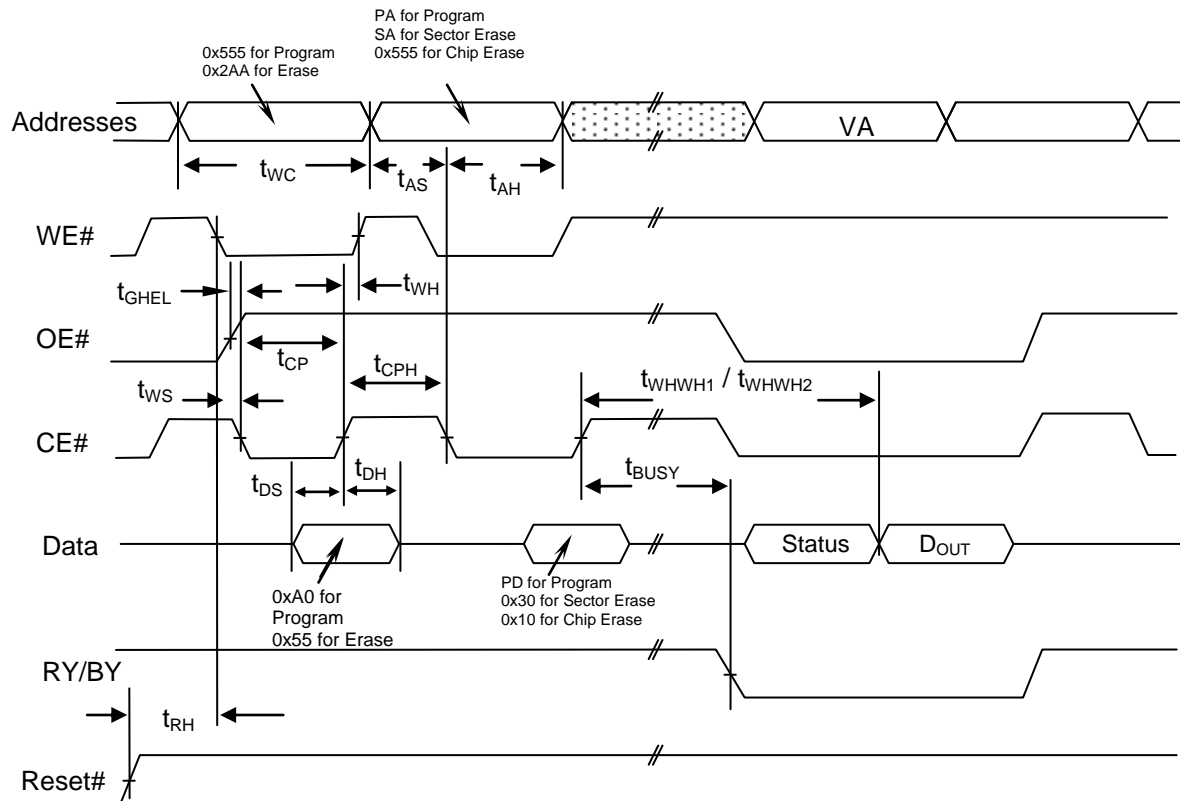 PA for Program
SA for Sector Erase
0x555 for Chip Erase
0x555 for Program
0x2AA for Erase
Addresses
VA
tWC
tAS
tAH
WE#
tGHEL
tWH
OE#
tCP
tCPH
tWS
tWHWH1 / tWHWH2
CE#
tDS
tDH
tBUSY
Data
Status
DOUT
0xA0 for
Program
0x55 for Erase
PD for Program
0x30 for Sector Erase
0x10 for Chip Erase
RY/BY
tRH
Reset#